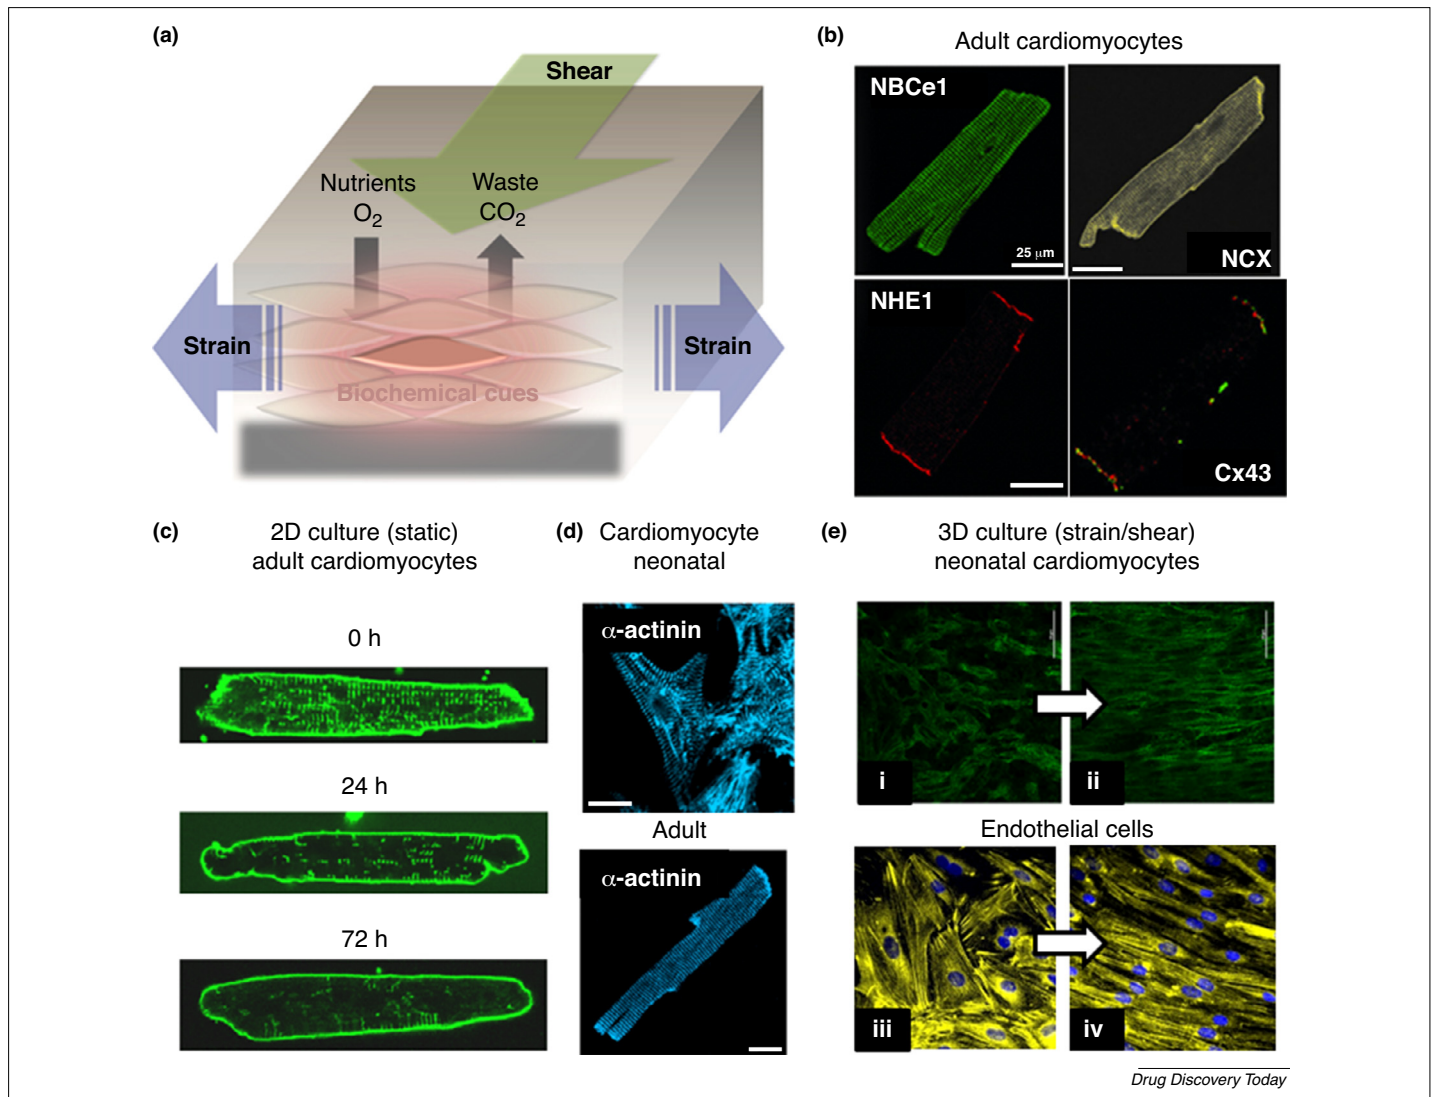 (a)
Shear
Nutrients
O2
Waste
CO2
Strain
Strain
Biochemical cues
(b)
Adult cardiomyocytes
NBCe1
25 μm
NCX
NHE1
Cx43
(c)
2D culture (static)
adult cardiomyocytes
0 h
24 h
72 h
(d)
Cardiomyocyte
neonatal
α-actinin
Adult
α-actinin
(e)
3D culture (strain/shear)
neonatal cardiomyocytes
i
ii
Endothelial cells
iii
iv
Drug Discovery Today